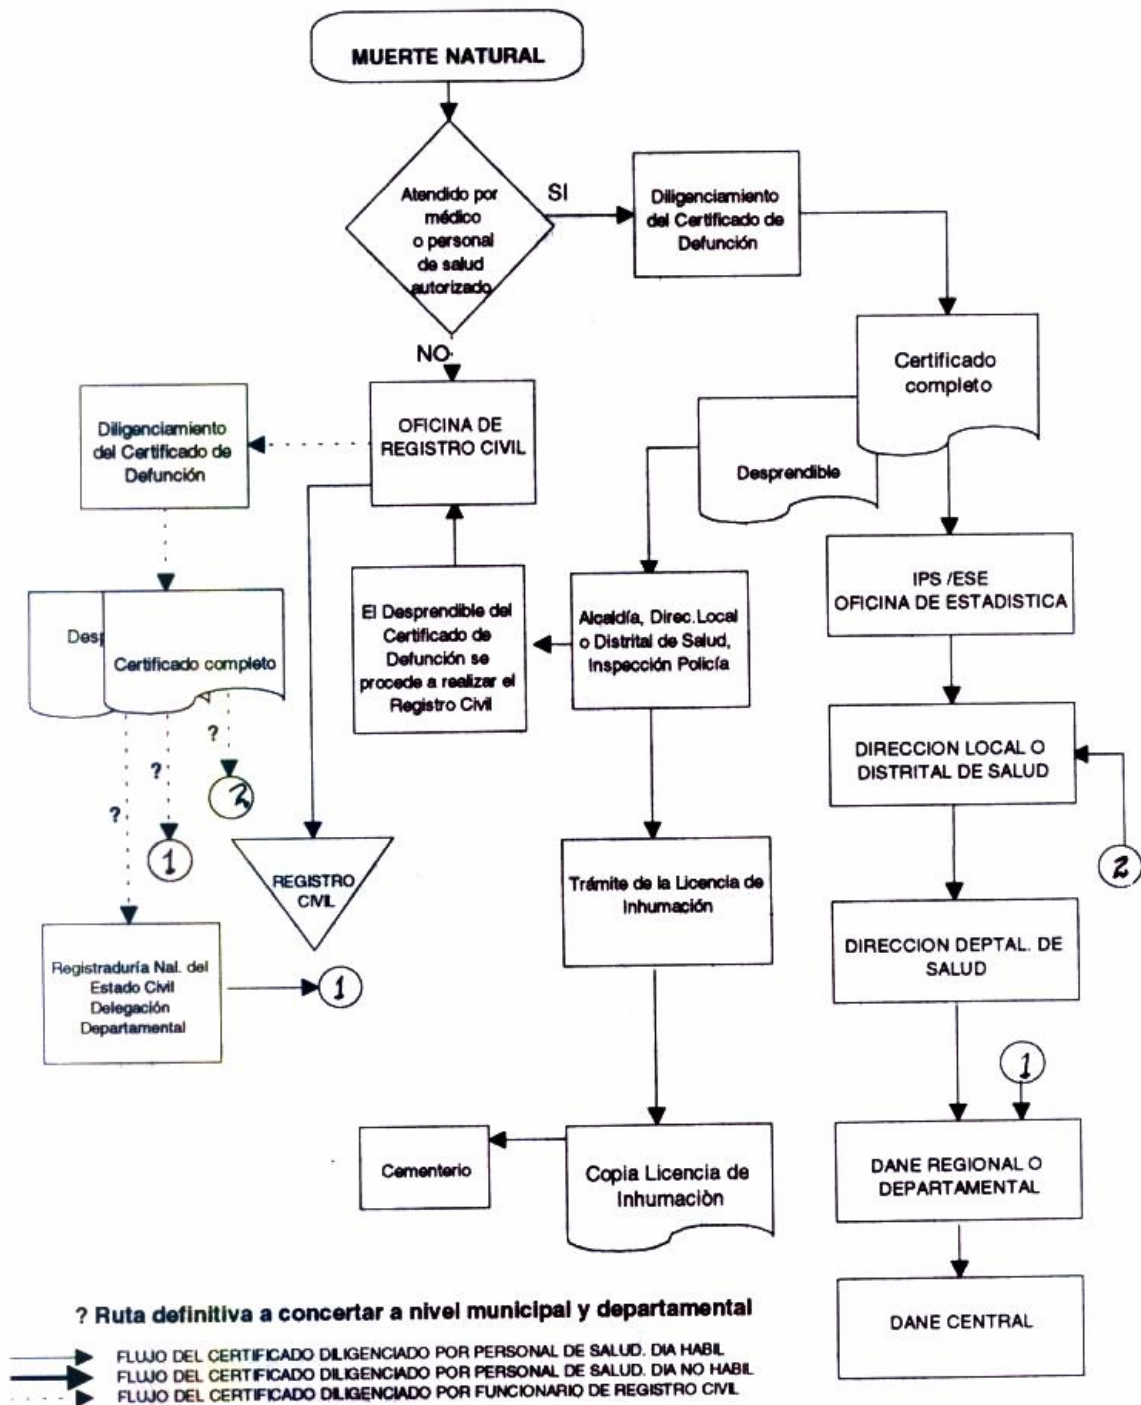 MUERTE NATURAL
Atendido por
médico
o personal
de salud
autorizado
SI
Diligenciamiento
del Certificado de
Defunción
Certificado
completo
Desprendible
NO
OFICINA DE
REGISTRO CIVIL
Diligenciamiento
del Certificado de
Defunción
IPS /ESE
OFICINA DE ESTADISTICA
El Desprendible del
Certificado de
Defunción se
procede a realizar el
Registro Civil
Alcaldía, Direc.Local
o Distrital de Salud,
Inspección Policía
Desp
Certificado completo
?
?
?
2
1
DIRECCION LOCAL O
DISTRITAL DE SALUD
2
REGISTRO
CIVIL
Trámite de la Licencia de
Inhumación
DIRECCION DEPTAL. DE
SALUD
Registraduría Nal. del
Estado Civil
Delegación
Departamental
1
1
Cementerio
Copia Licencia de
Inhumaciòn
DANE REGIONAL O
DEPARTAMENTAL
DANE CENTRAL
? Ruta definitiva a concertar a nivel municipal y departamental
FLUJO DEL CERTIFICADO DILIGENCIADO POR PERSONAL DE SALUD. DIA HABIL
FLUJO DEL CERTIFICADO DILIGENCIADO POR PERSONAL DE SALUD. DIA NO HABIL
FLUJO DEL CERTIFICADO DILIGENCIADO POR FUNCIONARIO DE REGISTRO CIVIL